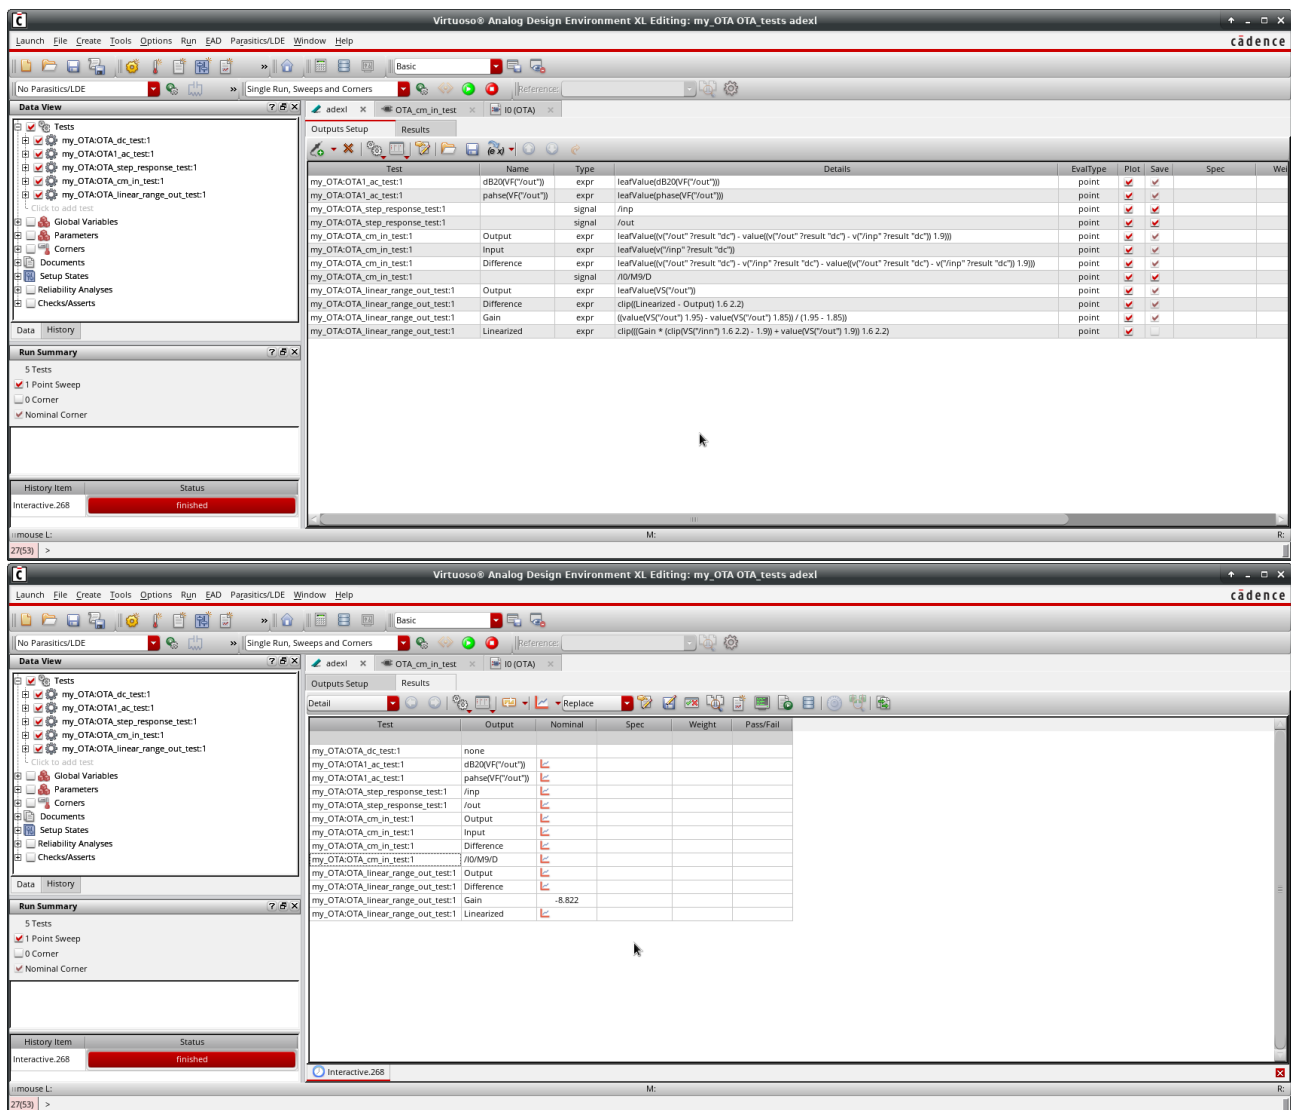 Virtuoso® Analog Design Environment XL Editing: my_OTA OTA_tests adexl
Launch File Create Tools Options Run EAD Parasitics/LDE Window Help cādence
» Basic
No Parasitics/LDE » Single Run, Sweeps and Corners Reference:
Data View
Tests
my_OTA:OTA_dc_test:1
my_OTA:OTA1_ac_test:1
my_OTA:OTA_step_response_test:1
my_OTA:OTA_cm_in_test:1
my_OTA:OTA_linear_range_out_test:1
Click to add test
Global Variables
Parameters
Corners
Documents
Setup States
Reliability Analyses
Checks/Asserts
Data History
Run Summary
5 Tests
1 Point Sweep
0 Corner
Nominal Corner
History Item Status
Interactive.268 finished
adexl OTA_cm_in_test I0 (OTA)
Outputs Setup Results
Test Name Type Details EvalType Plot Save Spec Wei
my_OTA:OTA1_ac_test:1 dB20(VF("/out")) expr leafValue(dB20(VF("/out"))) point
my_OTA:OTA1_ac_test:1 pahse(VF("/out")) expr leafValue(phase(VF("/out"))) point
my_OTA:OTA_step_response_test:1 signal /inp point
my_OTA:OTA_step_response_test:1 signal /out point
my_OTA:OTA_cm_in_test:1 Output expr leafValue((v("/out" ?result "dc") - value((v("/out" ?result "dc") - v("/inp" ?result "dc")) 1.9))) point
my_OTA:OTA_cm_in_test:1 Input expr leafValue(v("/inp" ?result "dc")) point
my_OTA:OTA_cm_in_test:1 Difference expr leafValue((v("/out" ?result "dc") - v("/inp" ?result "dc") - value((v("/out" ?result "dc") - v("/inp" ?result "dc")) 1.9))) point
my_OTA:OTA_cm_in_test:1 signal /I0/M9/D point
my_OTA:OTA_linear_range_out_test:1 Output expr leafValue(VS("/out")) point
my_OTA:OTA_linear_range_out_test:1 Difference expr clip((Linearized - Output) 1.6 2.2) point
my_OTA:OTA_linear_range_out_test:1 Gain expr ((value(VS("/out") 1.95) - value(VS("/out") 1.85)) / (1.95 - 1.85)) point
my_OTA:OTA_linear_range_out_test:1 Linearized expr clip(((Gain * (clip(VS("/inn") 1.6 2.2) - 1.9)) + value(VS("/out") 1.9)) 1.6 2.2) point
mouse L: M: R:
27(53) >
Virtuoso® Analog Design Environment XL Editing: my_OTA OTA_tests adexl
Launch File Create Tools Options Run EAD Parasitics/LDE Window Help cādence
» Basic
No Parasitics/LDE » Single Run, Sweeps and Corners Reference:
Data View
Tests
my_OTA:OTA_dc_test:1
my_OTA:OTA1_ac_test:1
my_OTA:OTA_step_response_test:1
my_OTA:OTA_cm_in_test:1
my_OTA:OTA_linear_range_out_test:1
Click to add test
Global Variables
Parameters
Corners
Documents
Setup States
Reliability Analyses
Checks/Asserts
Data History
Run Summary
5 Tests
1 Point Sweep
0 Corner
Nominal Corner
History Item Status
Interactive.268 finished
adexl OTA_cm_in_test I0 (OTA)
Outputs Setup Results
Detail Replace
Test Output Nominal Spec Weight Pass/Fail
my_OTA:OTA_dc_test:1 none
my_OTA:OTA1_ac_test:1 dB20(VF("/out"))
my_OTA:OTA1_ac_test:1 pahse(VF("/out"))
my_OTA:OTA_step_response_test:1 /inp
my_OTA:OTA_step_response_test:1 /out
my_OTA:OTA_cm_in_test:1 Output
my_OTA:OTA_cm_in_test:1 Input
my_OTA:OTA_cm_in_test:1 Difference
my_OTA:OTA_cm_in_test:1 /I0/M9/D
my_OTA:OTA_linear_range_out_test:1 Output
my_OTA:OTA_linear_range_out_test:1 Difference
my_OTA:OTA_linear_range_out_test:1 Gain -8.822
my_OTA:OTA_linear_range_out_test:1 Linearized
Interactive.268
mouse L: M: R:
27(53) >